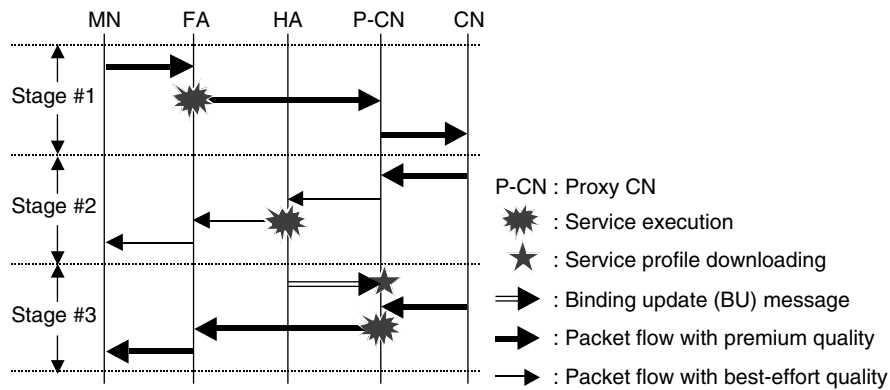 MN FA HA P-CN CN
Stage #1
Stage #2
Stage #3
P-CN : Proxy CN
: Service execution
: Service profile downloading
: Binding update (BU) message
: Packet flow with premium quality
: Packet flow with best-effort quality